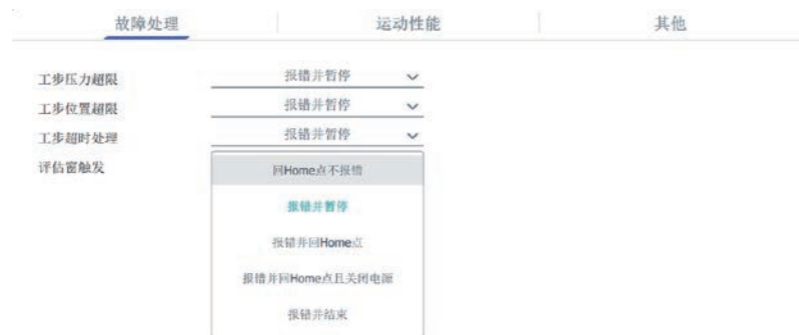 故障处理 运动性能 其他
工步压力超限 报错并暂停
工步位置超限 报错并暂停
工步超时处理 报错并暂停
评估窗触发
回Home点不报错
报错并暂停
报错并回Home点
报错并回Home点且关闭电源
报错并结束